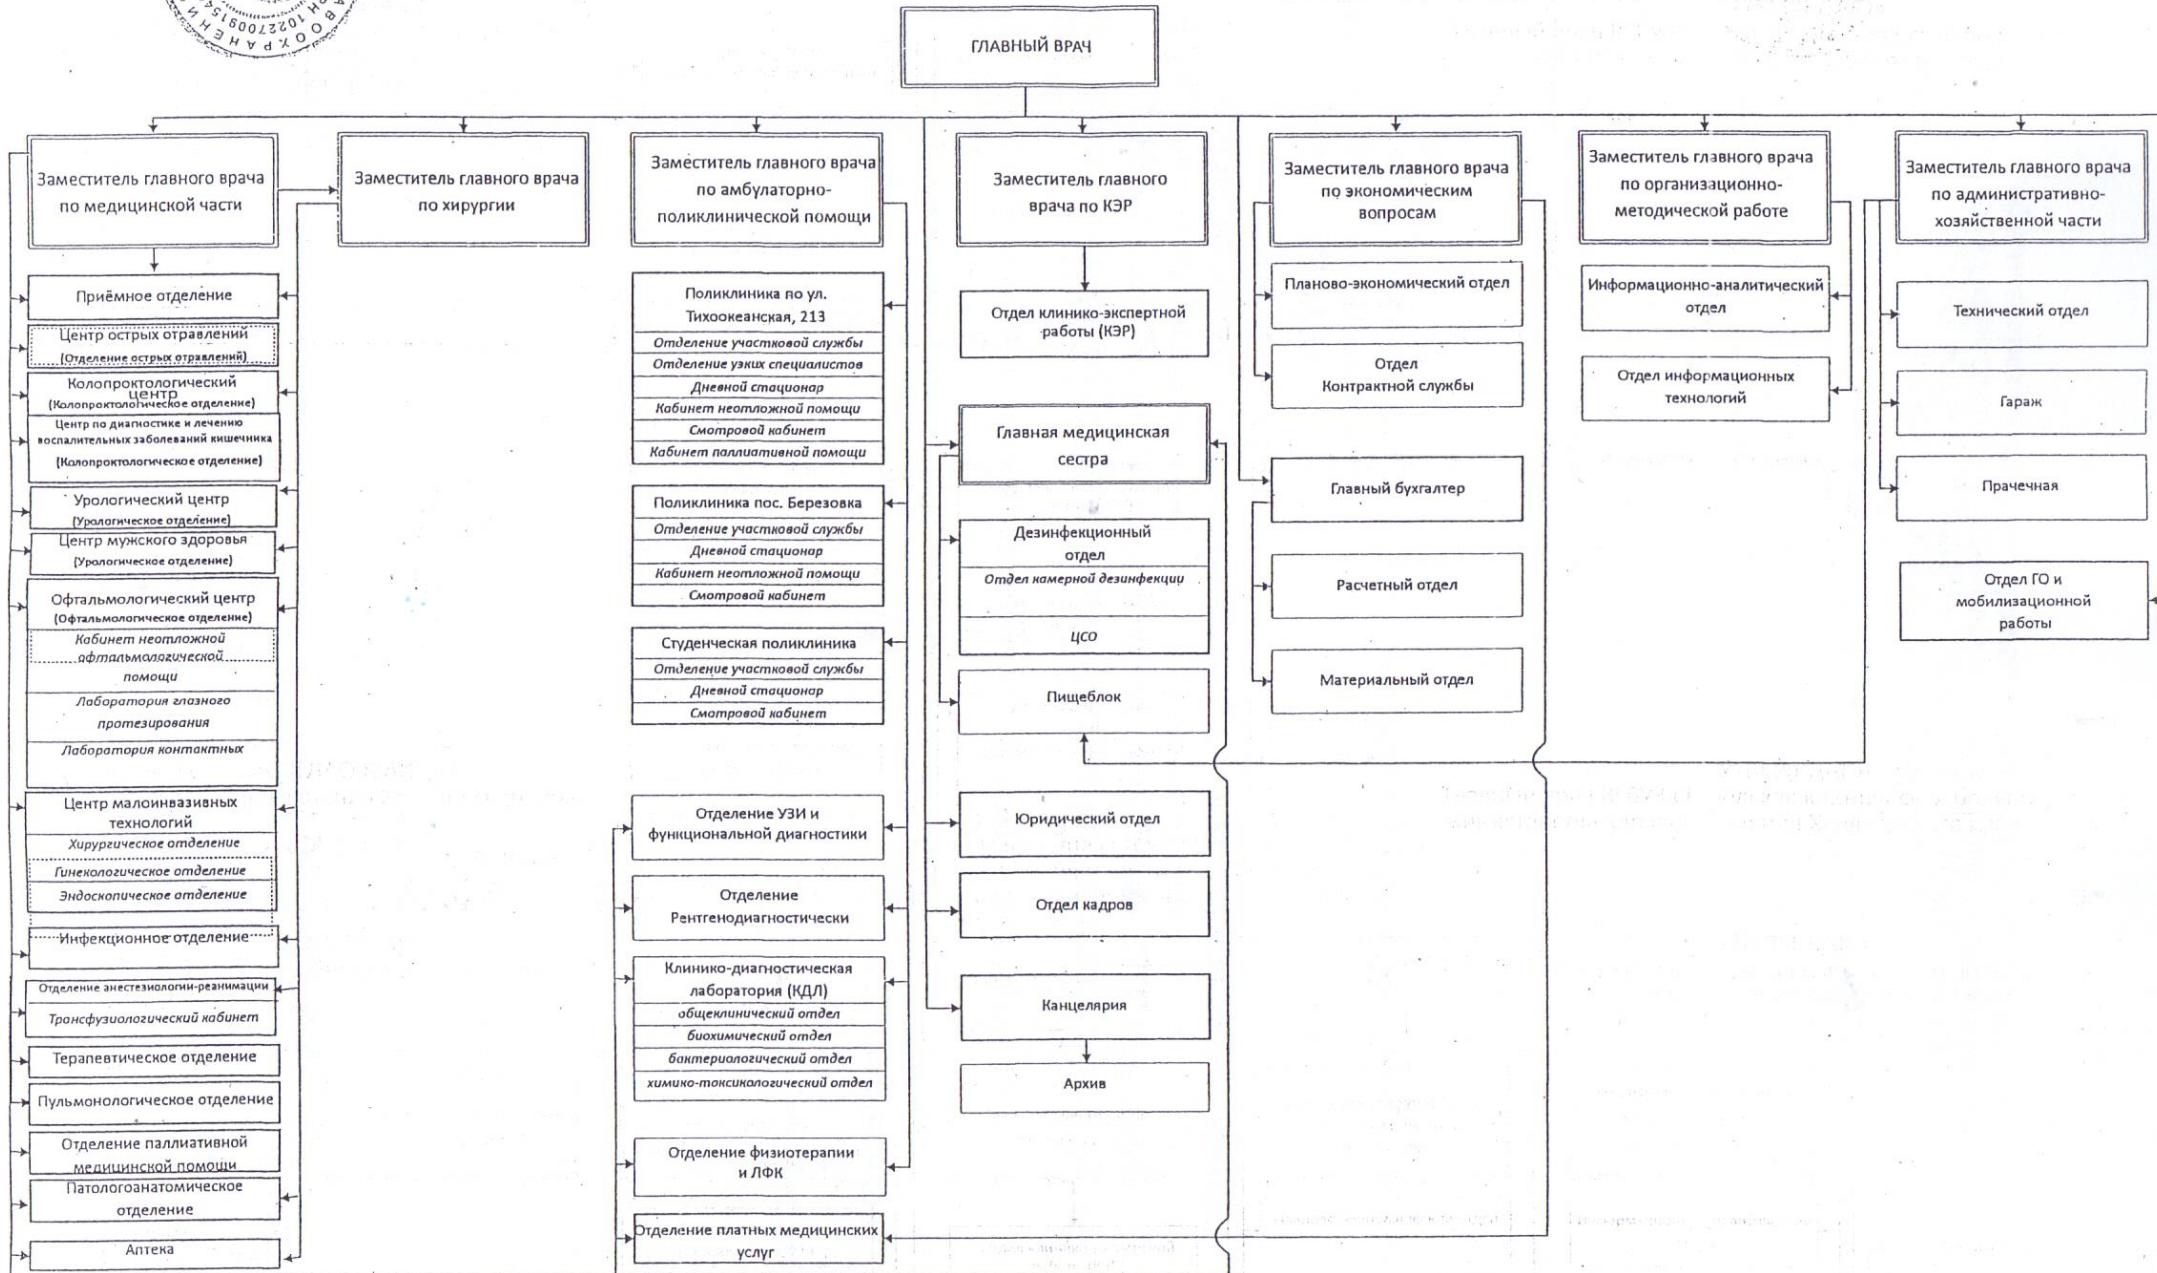 ГЛАВНЫЙ ВРАЧ
Заместитель главного врача
по медицинской части
Заместитель главного врача
по хирургии
Заместитель главного врача
по амбулаторно-
поликлинической помощи
Заместитель главного
врача по КЭР
Заместитель главного врача
по экономическим
вопросам
Заместитель главного врача
по организационно-
методической работе
Заместитель главного врача
по административно-
хозяйственной части
Приёмное отделение
Центр острых отравлений
(Отделение острых отравлений)
Колопроктологический
центр
(Колопроктологическое отделение)
Центр по диагностике и лечению
воспалительных заболеваний кишечника
(Колопроктологическое отделение)
Урологический центр
(Урологическое отделение)
Центр мужского здоровья
(Урологическое отделение)
Офтальмологический центр
(Офтальмологическое отделение)
Кабинет неотложной
офтальмологической
помощи
Лаборатория глазного
протезирования
Лаборатория контактных
Центр малоинвазивных
технологий
Хирургическое отделение
Гинекологическое отделение
Эндоскопическое отделение
Инфекционное отделение
Отделение анестезиологии-реанимации
Трансфузиологический кабинет
Терапевтическое отделение
Пульмонологическое отделение
Отделение паллиативной
медицинской помощи
Патологоанатомическое
отделение
Аптека
Поликлиника по ул.
Тихоокеанская, 213
Отделение участковой службы
Отделение узких специалистов
Дневной стационар
Кабинет неотложной помощи
Смотровой кабинет
Кабинет паллиативной помощи
Поликлиника пос. Березовка
Отделение участковой службы
Дневной стационар
Кабинет неотложной помощи
Смотровой кабинет
Студенческая поликлиника
Отделение участковой службы
Дневной стационар
Смотровой кабинет
Отделение УЗИ и
функциональной диагностики
Отделение
Рентгенодиагностически
Клинико-диагностическая
лаборатория (КДЛ)
общеклинический отдел
биохимический отдел
бактериологический отдел
химико-токсикологический отдел
Отделение физиотерапии
и ЛФК
Отделение платных медицинских
услуг
Отдел клинико-экспертной
работы (КЭР)
Главная медицинская
сестра
Дезинфекционный
отдел
Отдел камерной дезинфекции
ЦСО
Пищеблок
Юридический отдел
Отдел кадров
Канцелярия
Архив
Планово-экономический отдел
Отдел
Контрактной службы
Главный бухгалтер
Расчетный отдел
Материальный отдел
Информационно-аналитический
отдел
Отдел информационных
технологий
Технический отдел
Гараж
Прачечная
Отдел ГО и
мобилизационной
работы